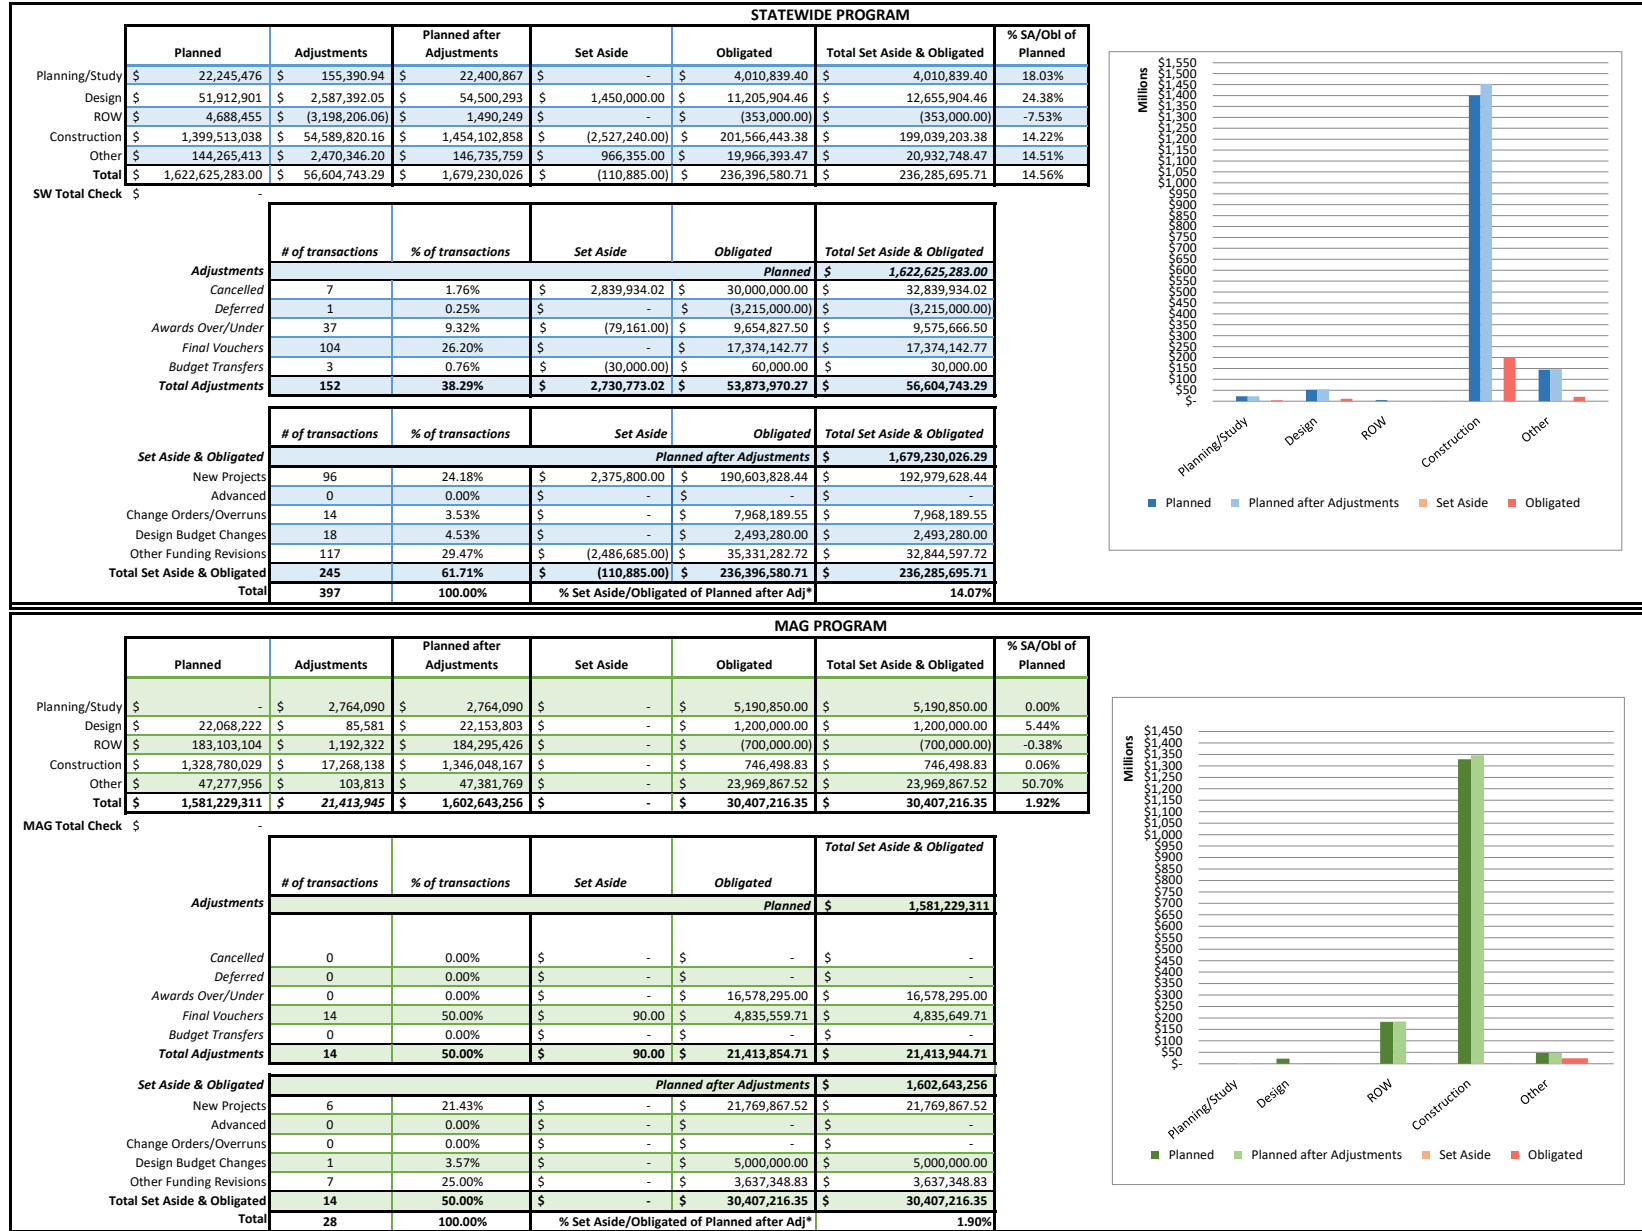 STATEWIDE PROGRAM
Planned Adjustments Planned after Adjustments Set Aside Obligated Total Set Aside & Obligated % SA/Obl of Planned
Planning/Study $ 22,245,476 $ 155,390.94 $ 22,400,867 $ - $ 4,010,839.40 $ 4,010,839.40 18.03%
Design $ 51,912,901 $ 2,587,392.05 $ 54,500,293 $ 1,450,000.00 $ 11,205,904.46 $ 12,655,904.46 24.38%
ROW $ 4,688,455 $ (3,198,206.06) $ 1,490,249 $ - $ (353,000.00) $ (353,000.00) -7.53%
Construction $ 1,399,513,038 $ 54,589,820.16 $ 1,454,102,858 $ (2,527,240.00) $ 201,566,443.38 $ 199,039,203.38 14.22%
Other $ 144,265,413 $ 2,470,346.20 $ 146,735,759 $ 966,355.00 $ 19,966,393.47 $ 20,932,748.47 14.51%
Total $ 1,622,625,283.00 $ 56,604,743.29 $ 1,679,230,026 $ (110,885.00) $ 236,396,580.71 $ 236,285,695.71 14.56%
SW Total Check $ -
# of transactions % of transactions Set Aside Obligated Total Set Aside & Obligated
Adjustments Planned $ 1,622,625,283.00
Cancelled 7 1.76% $ 2,839,934.02 $ 30,000,000.00 $ 32,839,934.02
Deferred 1 0.25% $ - $ (3,215,000.00) $ (3,215,000.00)
Awards Over/Under 37 9.32% $ (79,161.00) $ 9,654,827.50 $ 9,575,666.50
Final Vouchers 104 26.20% $ - $ 17,374,142.77 $ 17,374,142.77
Budget Transfers 3 0.76% $ (30,000.00) $ 60,000.00 $ 30,000.00
Total Adjustments 152 38.29% $ 2,730,773.02 $ 53,873,970.27 $ 56,604,743.29
# of transactions % of transactions Set Aside Obligated Total Set Aside & Obligated
Set Aside & Obligated Planned after Adjustments $ 1,679,230,026.29
New Projects 96 24.18% $ 2,375,800.00 $ 190,603,828.44 $ 192,979,628.44
Advanced 0 0.00% $ - $ - $ -
Change Orders/Overruns 14 3.53% $ - $ 7,968,189.55 $ 7,968,189.55
Design Budget Changes 18 4.53% $ - $ 2,493,280.00 $ 2,493,280.00
Other Funding Revisions 117 29.47% $ (2,486,685.00) $ 35,331,282.72 $ 32,844,597.72
Total Set Aside & Obligated 245 61.71% $ (110,885.00) $ 236,396,580.71 $ 236,285,695.71
Total 397 100.00% % Set Aside/Obligated of Planned after Adj* 14.07%
Millions
$1,550
$1,500
$1,450
$1,400
$1,350
$1,300
$1,250
$1,200
$1,150
$1,100
$1,050
$1,000
$950
$900
$850
$800
$750
$700
$650
$600
$550
$500
$450
$400
$350
$300
$250
$200
$150
$100
$50
$-
Planning/Study Design ROW Construction Other
Planned Planned after Adjustments Set Aside Obligated
MAG PROGRAM
Planned Adjustments Planned after Adjustments Set Aside Obligated Total Set Aside & Obligated % SA/Obl of Planned
Planning/Study $ - $ 2,764,090 $ 2,764,090 $ - $ 5,190,850.00 $ 5,190,850.00 0.00%
Design $ 22,068,222 $ 85,581 $ 22,153,803 $ - $ 1,200,000.00 $ 1,200,000.00 5.44%
ROW $ 183,103,104 $ 1,192,322 $ 184,295,426 $ - $ (700,000.00) $ (700,000.00) -0.38%
Construction $ 1,328,780,029 $ 17,268,138 $ 1,346,048,167 $ - $ 746,498.83 $ 746,498.83 0.06%
Other $ 47,277,956 $ 103,813 $ 47,381,769 $ - $ 23,969,867.52 $ 23,969,867.52 50.70%
Total $ 1,581,229,311 $ 21,413,945 $ 1,602,643,256 $ - $ 30,407,216.35 $ 30,407,216.35 1.92%
MAG Total Check $ -
# of transactions % of transactions Set Aside Obligated Total Set Aside & Obligated
Adjustments Planned $ 1,581,229,311
Cancelled 0 0.00% $ - $ - $ -
Deferred 0 0.00% $ - $ - $ -
Awards Over/Under 0 0.00% $ - $ 16,578,295.00 $ 16,578,295.00
Final Vouchers 14 50.00% $ 90.00 $ 4,835,559.71 $ 4,835,649.71
Budget Transfers 0 0.00% $ - $ - $ -
Total Adjustments 14 50.00% $ 90.00 $ 21,413,854.71 $ 21,413,944.71
Set Aside & Obligated Planned after Adjustments $ 1,602,643,256
New Projects 6 21.43% $ - $ 21,769,867.52 $ 21,769,867.52
Advanced 0 0.00% $ - $ - $ -
Change Orders/Overruns 0 0.00% $ - $ - $ -
Design Budget Changes 1 3.57% $ - $ 5,000,000.00 $ 5,000,000.00
Other Funding Revisions 7 25.00% $ - $ 3,637,348.83 $ 3,637,348.83
Total Set Aside & Obligated 14 50.00% $ - $ 30,407,216.35 $ 30,407,216.35
Total 28 100.00% % Set Aside/Obligated of Planned after Adj* 1.90%
Millions
$1,450
$1,400
$1,350
$1,300
$1,250
$1,200
$1,150
$1,100
$1,050
$1,000
$950
$900
$850
$800
$750
$700
$650
$600
$550
$500
$450
$400
$350
$300
$250
$200
$150
$100
$50
$-
Planning/Study Design ROW Construction Other
Planned Planned after Adjustments Set Aside Obligated